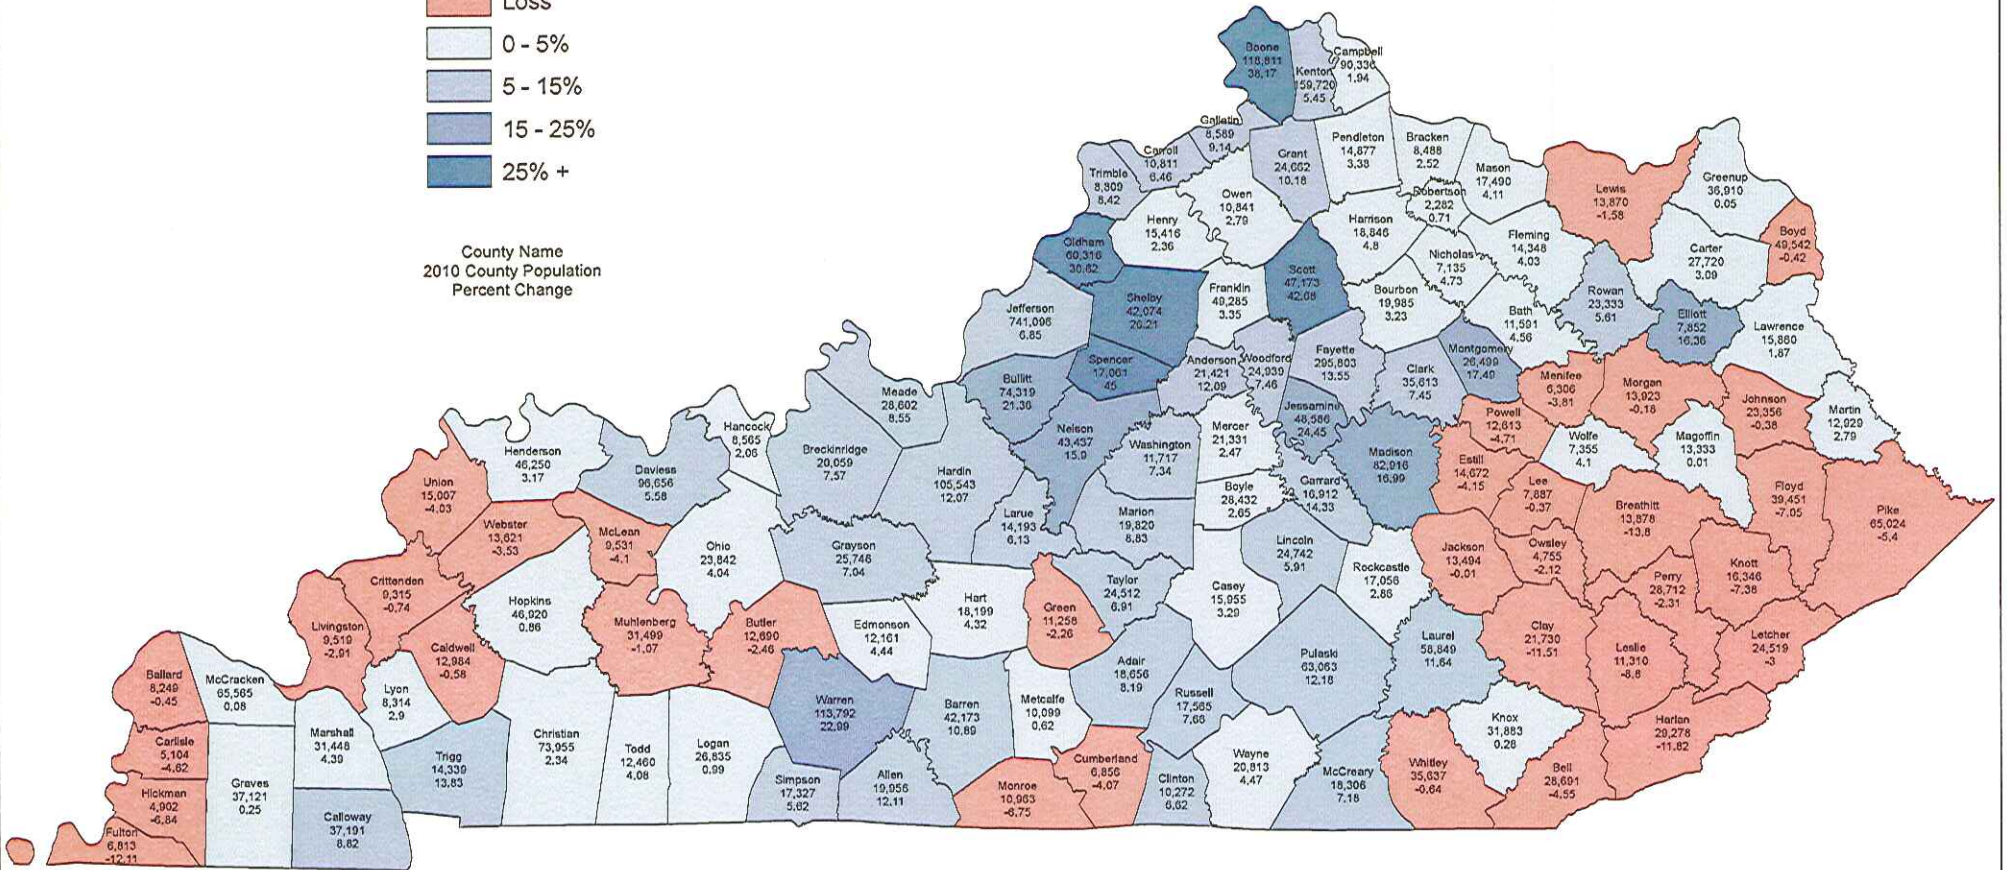 Loss
0 - 5%
5 - 15%
15 - 25%
25% +
County Name
2010 County Population
Percent Change
Boone
118,811
38.17
Kenton
159,720
5.45
Campbell
90,336
1.94
Gallatin
8,589
9.14
Carroll
10,811
6.46
Trimble
8,809
8.42
Grant
24,662
10.18
Pendleton
14,877
3.38
Bracken
8,488
2.52
Mason
17,490
4.11
Robertson
2,282
0.71
Lewis
13,870
-1.58
Greenup
36,910
0.05
Boyd
49,542
-0.42
Carter
27,720
3.09
Owen
10,841
2.79
Henry
15,416
2.36
Oldham
60,316
30.62
Harrison
18,846
4.8
Fleming
14,348
4.03
Nicholas
7,135
4.73
Scott
47,173
42.68
Shelby
42,074
26.21
Franklin
49,285
3.35
Bourbon
19,985
3.23
Bath
11,591
4.56
Rowan
23,333
5.61
Elliott
7,852
16.36
Lawrence
15,860
1.87
Jefferson
741,096
6.85
Spencer
17,061
45
Anderson
21,421
12.09
Woodford
24,939
7.46
Fayette
295,803
13.55
Clark
35,613
7.45
Montgomery
26,499
17.49
Menifee
6,306
-3.81
Morgan
13,923
-0.18
Johnson
23,356
-0.38
Martin
12,929
2.79
Bullitt
74,319
21.36
Meade
28,602
8.55
Jessamine
48,586
24.45
Powell
12,613
-4.71
Wolfe
7,355
4.1
Magoffin
13,333
0.01
Hancock
8,565
2.06
Henderson
46,250
3.17
Daviess
96,656
5.58
Breckinridge
20,059
7.57
Nelson
43,437
15.9
Washington
11,717
7.34
Mercer
21,331
2.47
Madison
82,916
16.99
Estill
14,672
-4.15
Lee
7,887
-0.37
Floyd
39,451
-7.05
Pike
65,024
-5.4
Union
15,007
-4.03
Webster
13,621
-3.53
McLean
9,531
-4.1
Ohio
23,842
4.04
Grayson
25,746
7.04
Hardin
105,543
12.07
Larue
14,193
6.13
Marion
19,820
8.83
Boyle
28,432
2.65
Garrard
16,912
14.33
Lincoln
24,742
5.91
Rockcastle
17,056
2.86
Jackson
13,494
-0.01
Owsley
4,755
-2.12
Breathitt
13,878
-13.8
Perry
28,712
-2.31
Knott
16,346
-7.38
Crittenden
9,315
-0.74
Livingston
9,519
-2.91
Hopkins
46,920
0.86
Caldwell
12,984
-0.58
Muhlenberg
31,499
-1.07
Butler
12,690
-2.46
Edmonson
12,161
4.44
Hart
18,199
4.32
Green
11,258
-2.26
Taylor
24,512
6.91
Casey
15,955
3.29
Pulaski
63,063
12.18
Laurel
58,849
11.64
Clay
21,730
-11.51
Leslie
11,310
-8.8
Letcher
24,519
-3
Ballard
8,249
-0.45
McCracken
65,565
0.08
Lyon
8,314
2.9
Warren
113,792
22.99
Barren
42,173
10.89
Metcalfe
10,099
0.62
Adair
18,656
8.19
Russell
17,565
7.66
Knox
31,883
0.28
Harlan
29,278
-11.82
Carlisle
5,104
-4.62
Marshall
31,448
4.39
Trigg
14,339
13.83
Christian
73,955
2.34
Todd
12,460
4.08
Logan
26,835
0.99
Simpson
17,327
5.62
Allen
19,956
12.11
Monroe
10,963
-6.75
Cumberland
6,856
-4.07
Clinton
10,272
6.62
Wayne
20,813
4.47
McCreary
18,306
7.18
Whitley
35,637
-0.64
Bell
28,691
-4.55
Hickman
4,902
-6.84
Graves
37,121
0.25
Calloway
37,191
8.82
Fulton
6,813
-12.11